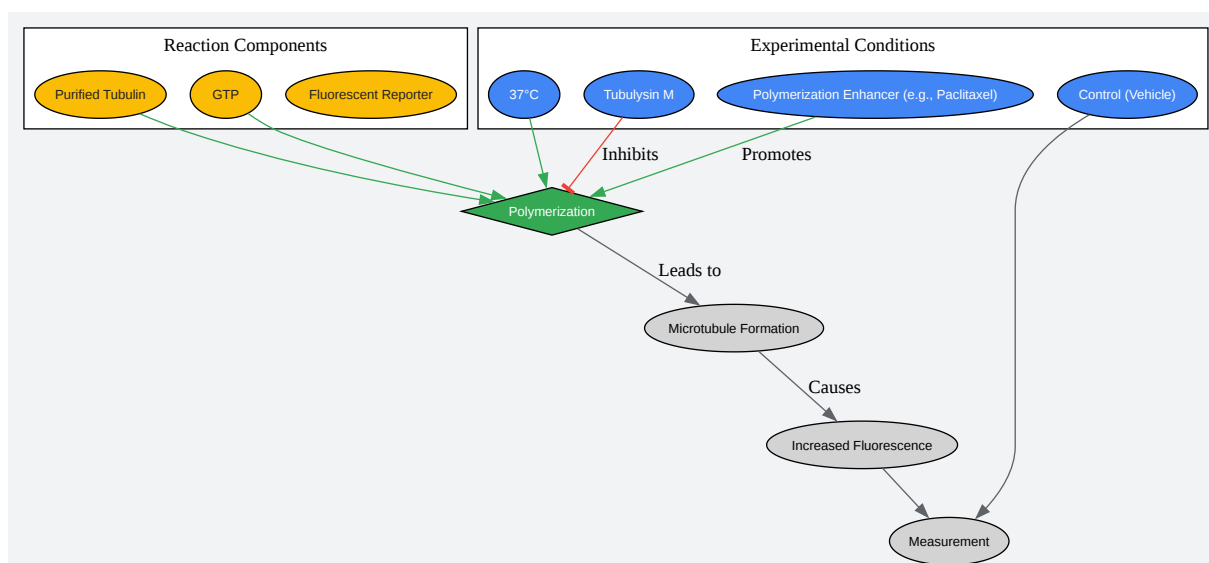 Reaction Components
Experimental Conditions
Purified Tubulin
GTP
Fluorescent Reporter
37°C
Tubulysin M
Polymerization Enhancer (e.g., Paclitaxel)
Control (Vehicle)
Inhibits
Promotes
Polymerization
Leads to
Microtubule Formation
Causes
Increased Fluorescence
Measurement